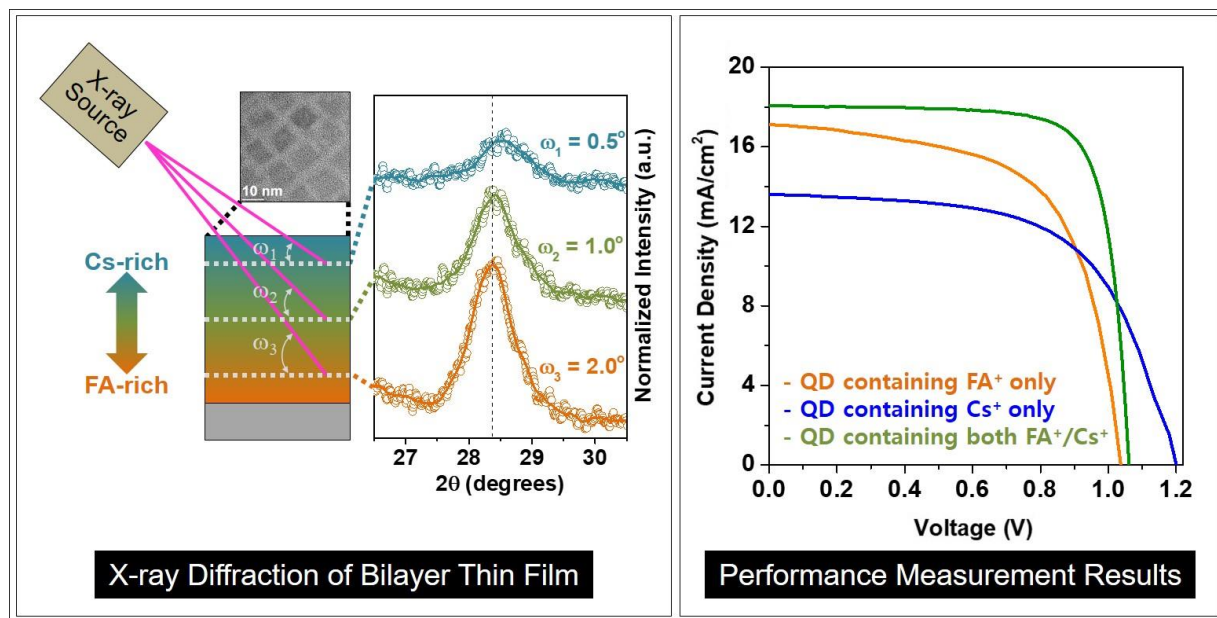 X-ray
Source
10 nm
Cs-rich
FA-rich
ω1
ω2
ω3
ω1 = 0.5°
ω2 = 1.0°
ω3 = 2.0°
Normalized Intensity (a.u.)
27 28 29 30
2θ (degrees)
X-ray Diffraction of Bilayer Thin Film
Current Density (mA/cm²)
20
16
12
8
4
0
- QD containing FA⁺ only
- QD containing Cs⁺ only
- QD containing both FA⁺/Cs⁺
0.0 0.2 0.4 0.6 0.8 1.0 1.2
Voltage (V)
Performance Measurement Results